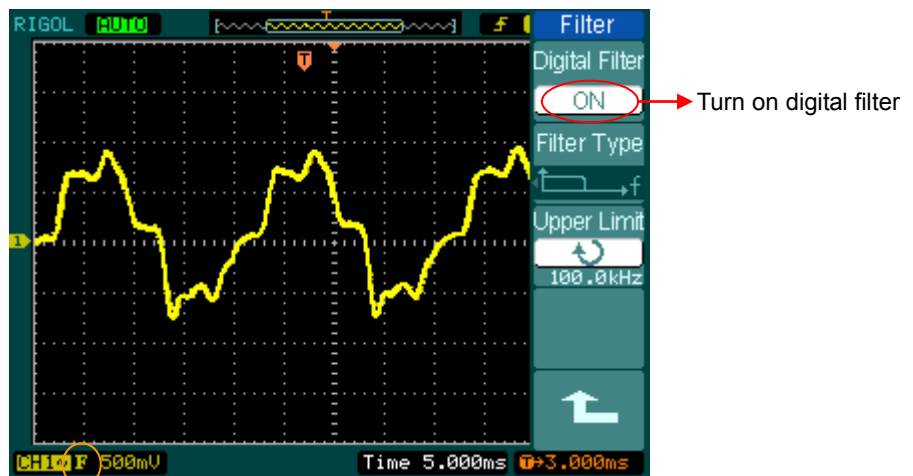 RIGOL AUTO T f Filter
Digital Filter
T
ON Turn on digital filter
Filter Type
f
Upper Limit
1
100.0kHz
CH1 F 500mV Time 5.000ms T→3.000ms